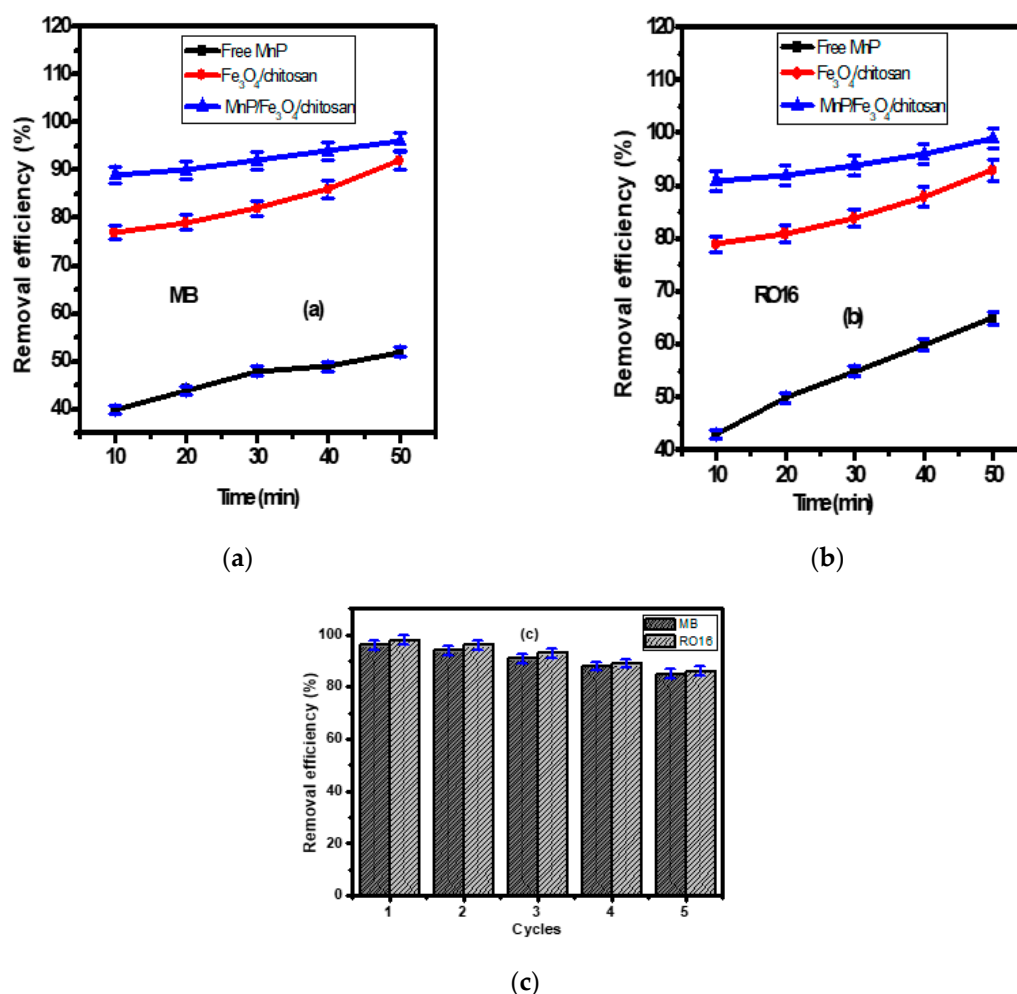 120
110
100
90
80
70
60
50
40
Removal efficiency (%)
Free MnP
Fe₃O₄/chitosan
MnP/Fe₃O₄/chitosan
MB
(a)
10 20 30 40 50
Time (min)
(a)
120
110
100
90
80
70
60
50
40
Removal efficiency (%)
Free MnP
Fe₃O₄/chitosan
MnP/Fe₃O₄/chitosan
RO16
(b)
10 20 30 40 50
Time (min)
(b)
100
80
60
40
20
0
Removal efficiency (%)
(c)
MB
RO16
1 2 3 4 5
Cycles
(c)